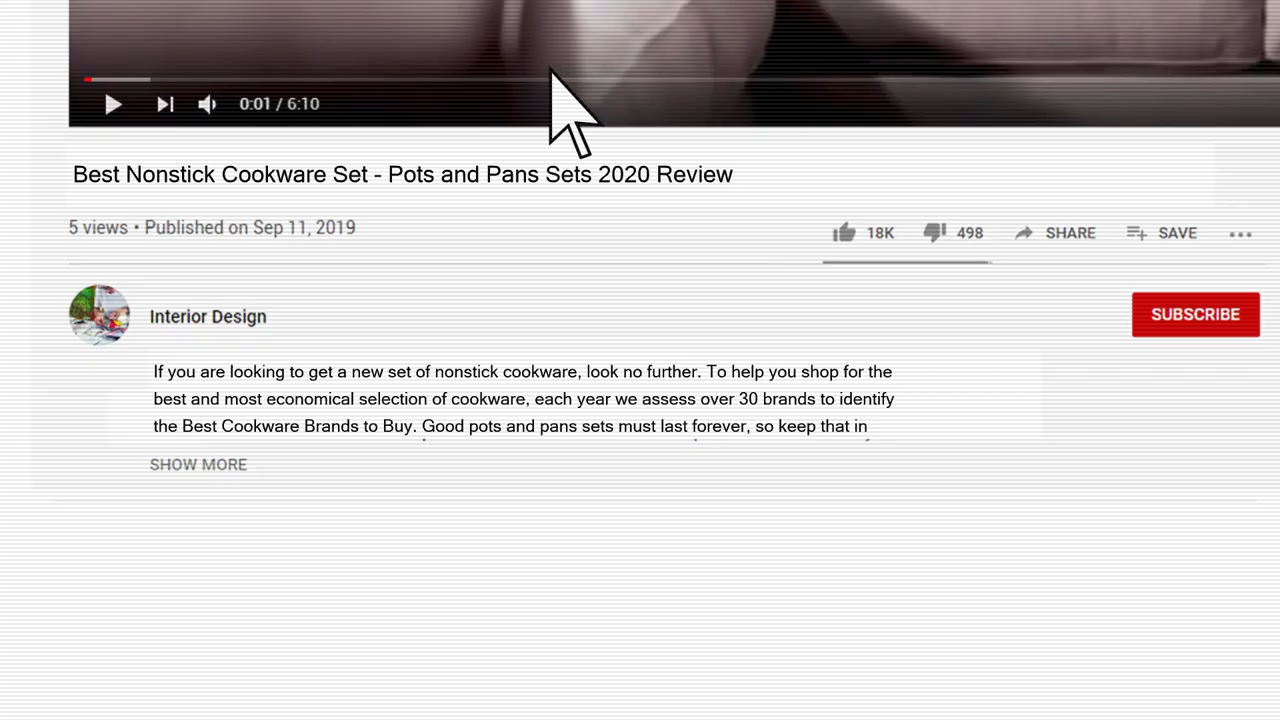 0:01 / 6:10
Best Nonstick Cookware Set - Pots and Pans Sets 2020 Review
5 views • Published on Sep 11, 2019
18K 498 SHARE SAVE
Interior Design
SUBSCRIBE
If you are looking to get a new set of nonstick cookware, look no further. To help you shop for the
best and most economical selection of cookware, each year we assess over 30 brands to identify
the Best Cookware Brands to Buy. Good pots and pans sets must last forever, so keep that in
SHOW MORE